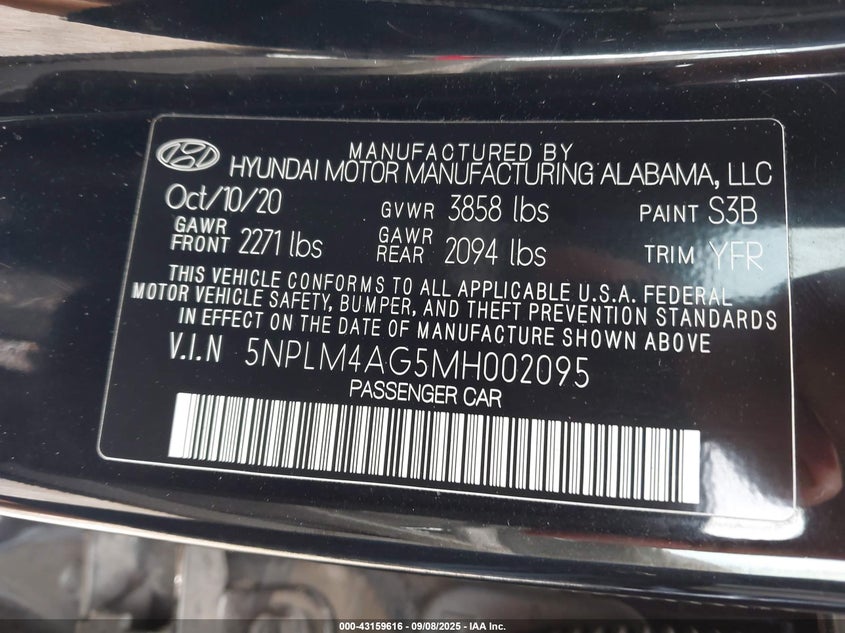 MANUFACTURED BY
HYUNDAI MOTOR MANUFACTURING ALABAMA, LLC
Oct/10/20 GVWR 3858 lbs PAINT S3B
GAWR FRONT 2271 lbs GAWR REAR 2094 lbs TRIM YFR
THIS VEHICLE CONFORMS TO ALL APPLICABLE U.S.A. FEDERAL
MOTOR VEHICLE SAFETY, BUMPER, AND THEFT PREVENTION STANDARDS
IN EFFECT ON THE DATE OF MANUFACTURE SHOWN ABOVE
V.I.N 5NPLM4AG5MH002095
PASSENGER CAR
000-43159616 - 09/08/2025 - IAA Inc.